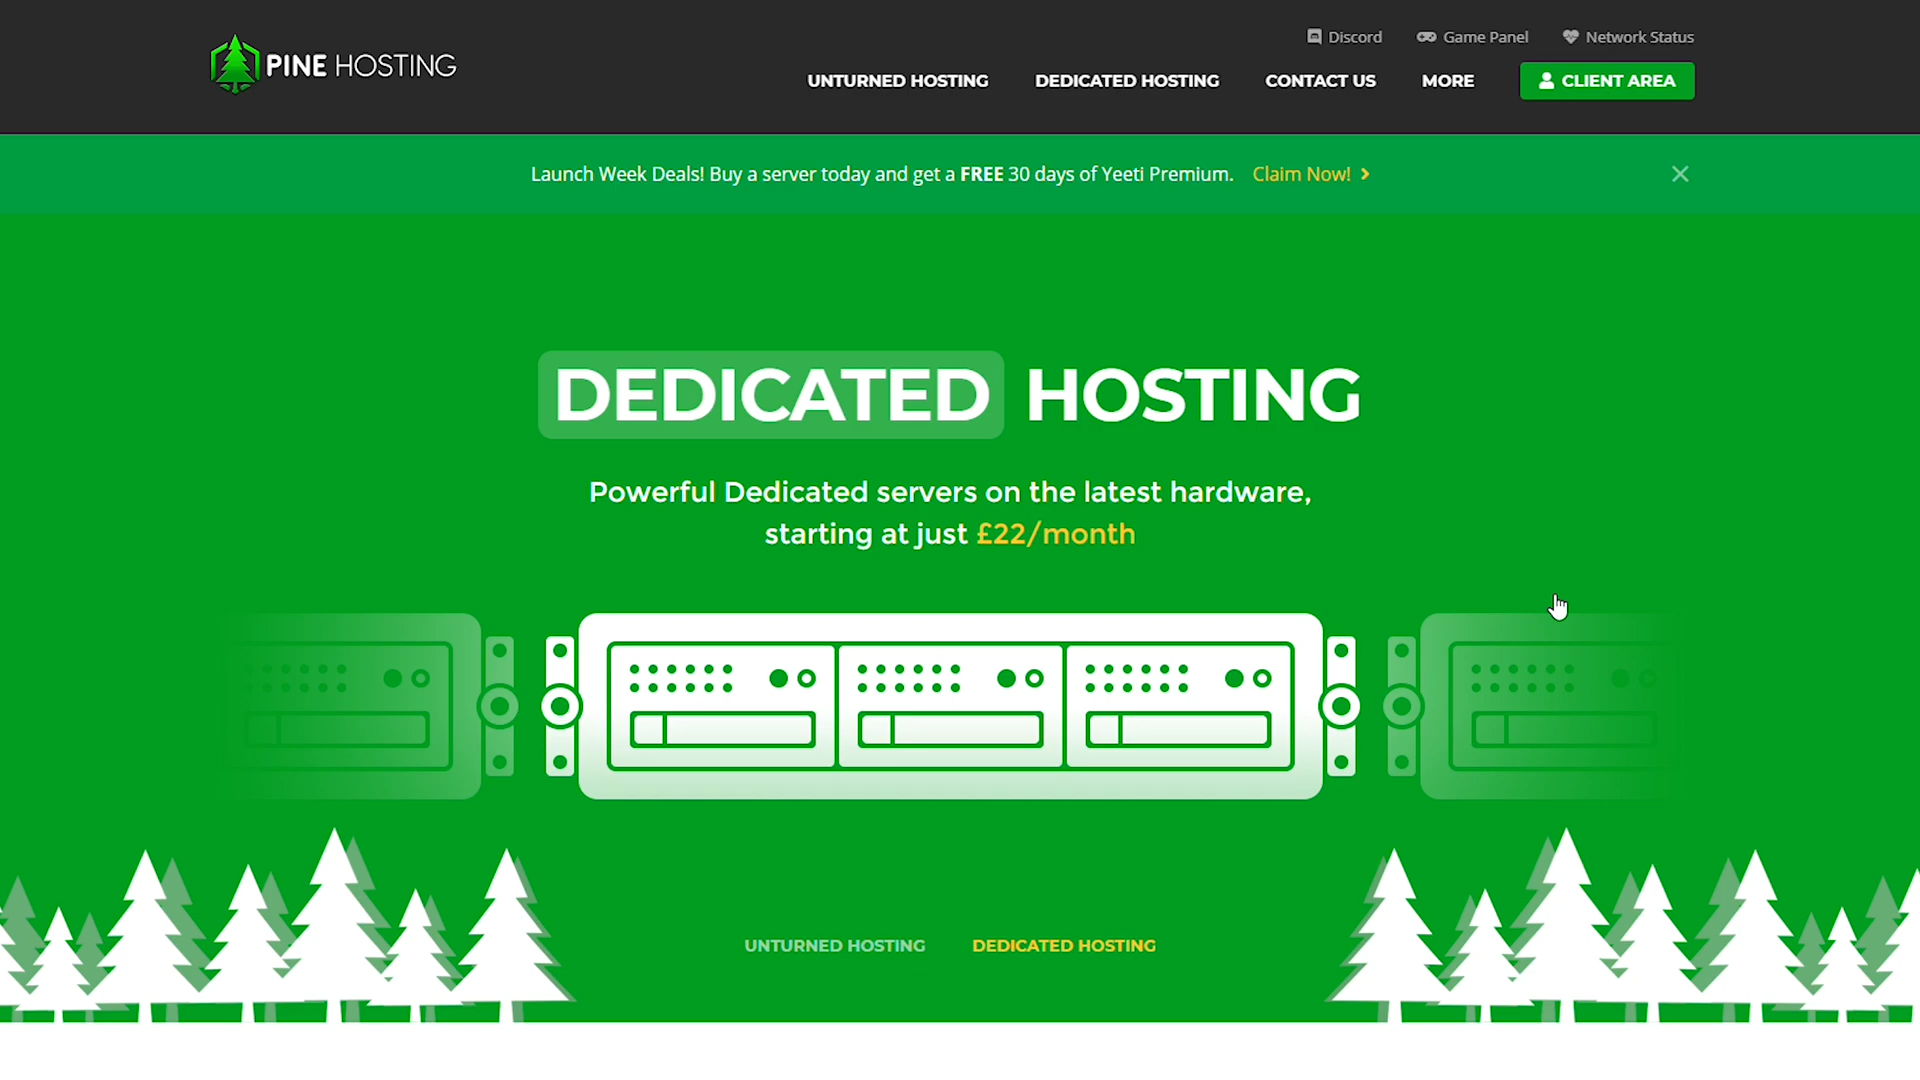 PINE HOSTING
Discord
Game Panel
Network Status
UNTURNED HOSTING
DEDICATED HOSTING
CONTACT US
MORE
CLIENT AREA
Launch Week Deals! Buy a server today and get a FREE 30 days of Yeeti Premium. Claim Now!
DEDICATED HOSTING
Powerful Dedicated servers on the latest hardware,
starting at just £22/month
UNTURNED HOSTING
DEDICATED HOSTING